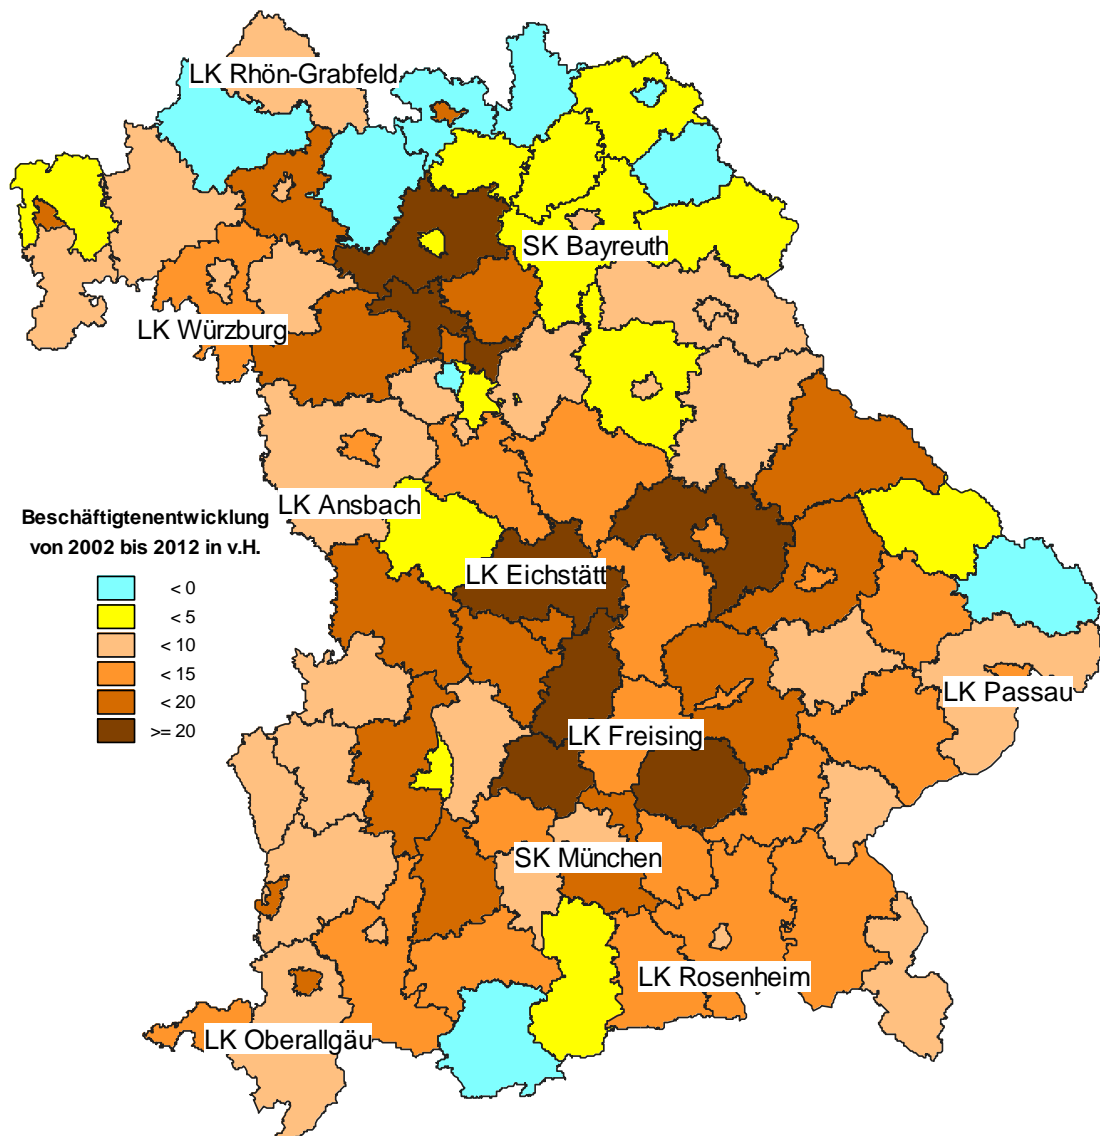 LK Rhön-Grabfeld
SK Bayreuth
LK Würzburg
LK Ansbach
Beschäftigtenentwicklung
von 2002 bis 2012 in v.H.
< 0
< 5
< 10
< 15
< 20
>= 20
LK Eichstätt
LK Passau
LK Freising
SK München
LK Rosenheim
LK Oberallgäu